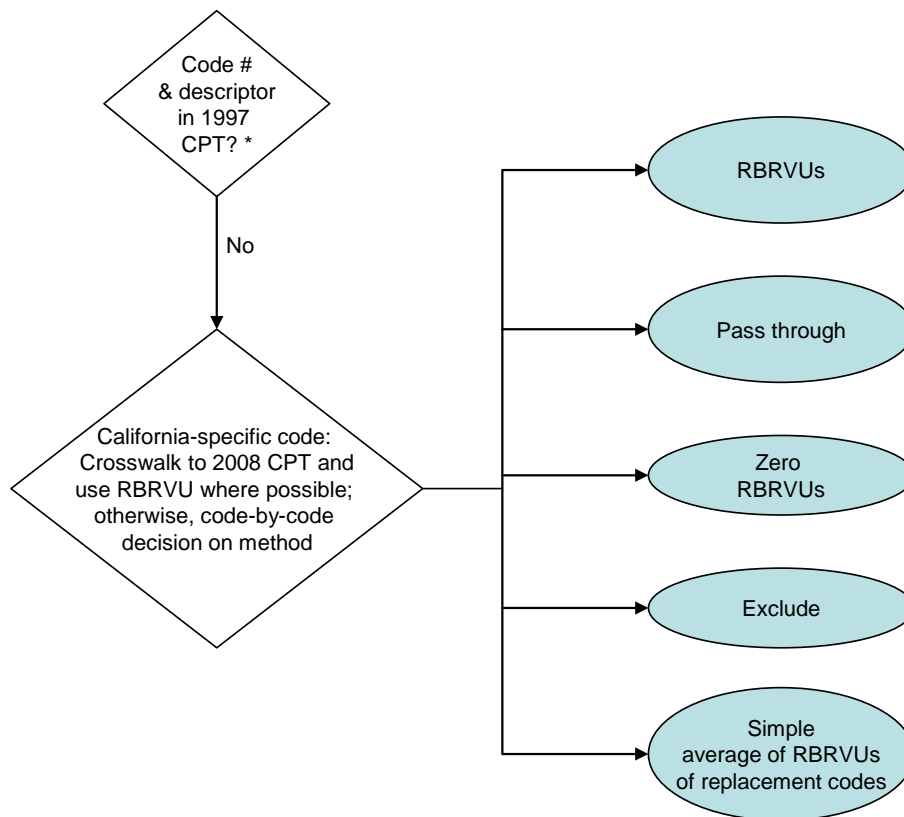 Code #
& descriptor
in 1997
CPT? *
No
California-specific code:
Crosswalk to 2008 CPT and
use RBRVU where possible;
otherwise, code-by-code
decision on method
RBRVUs
Pass through
Zero
RBRVUs
Exclude
Simple
average of RBRVUs
of replacement codes